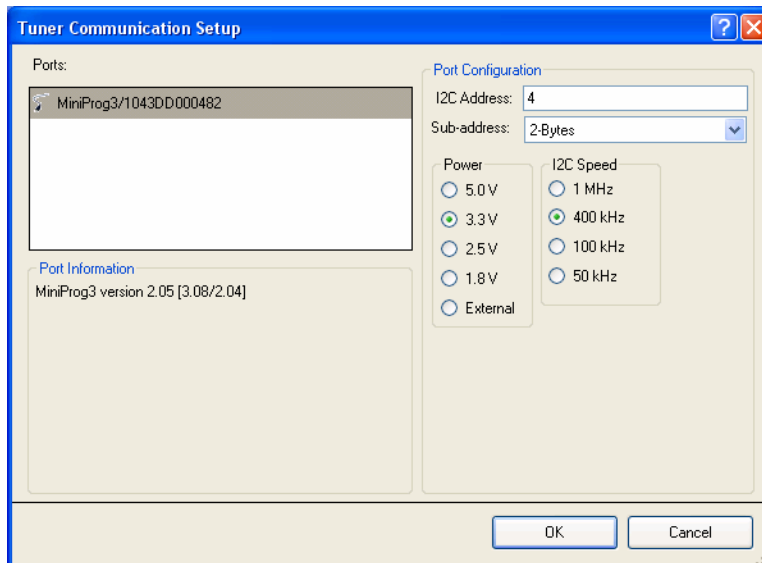 Tuner Communication Setup
Ports:
MiniProg3/1043DD000482
Port Information
MiniProg3 version 2.05 [3.08/2.04]
Port Configuration
I2C Address: 4
Sub-address: 2-Bytes
Power
5.0 V
3.3 V
2.5 V
1.8 V
External
I2C Speed
1 MHz
400 kHz
100 kHz
50 kHz
OK Cancel